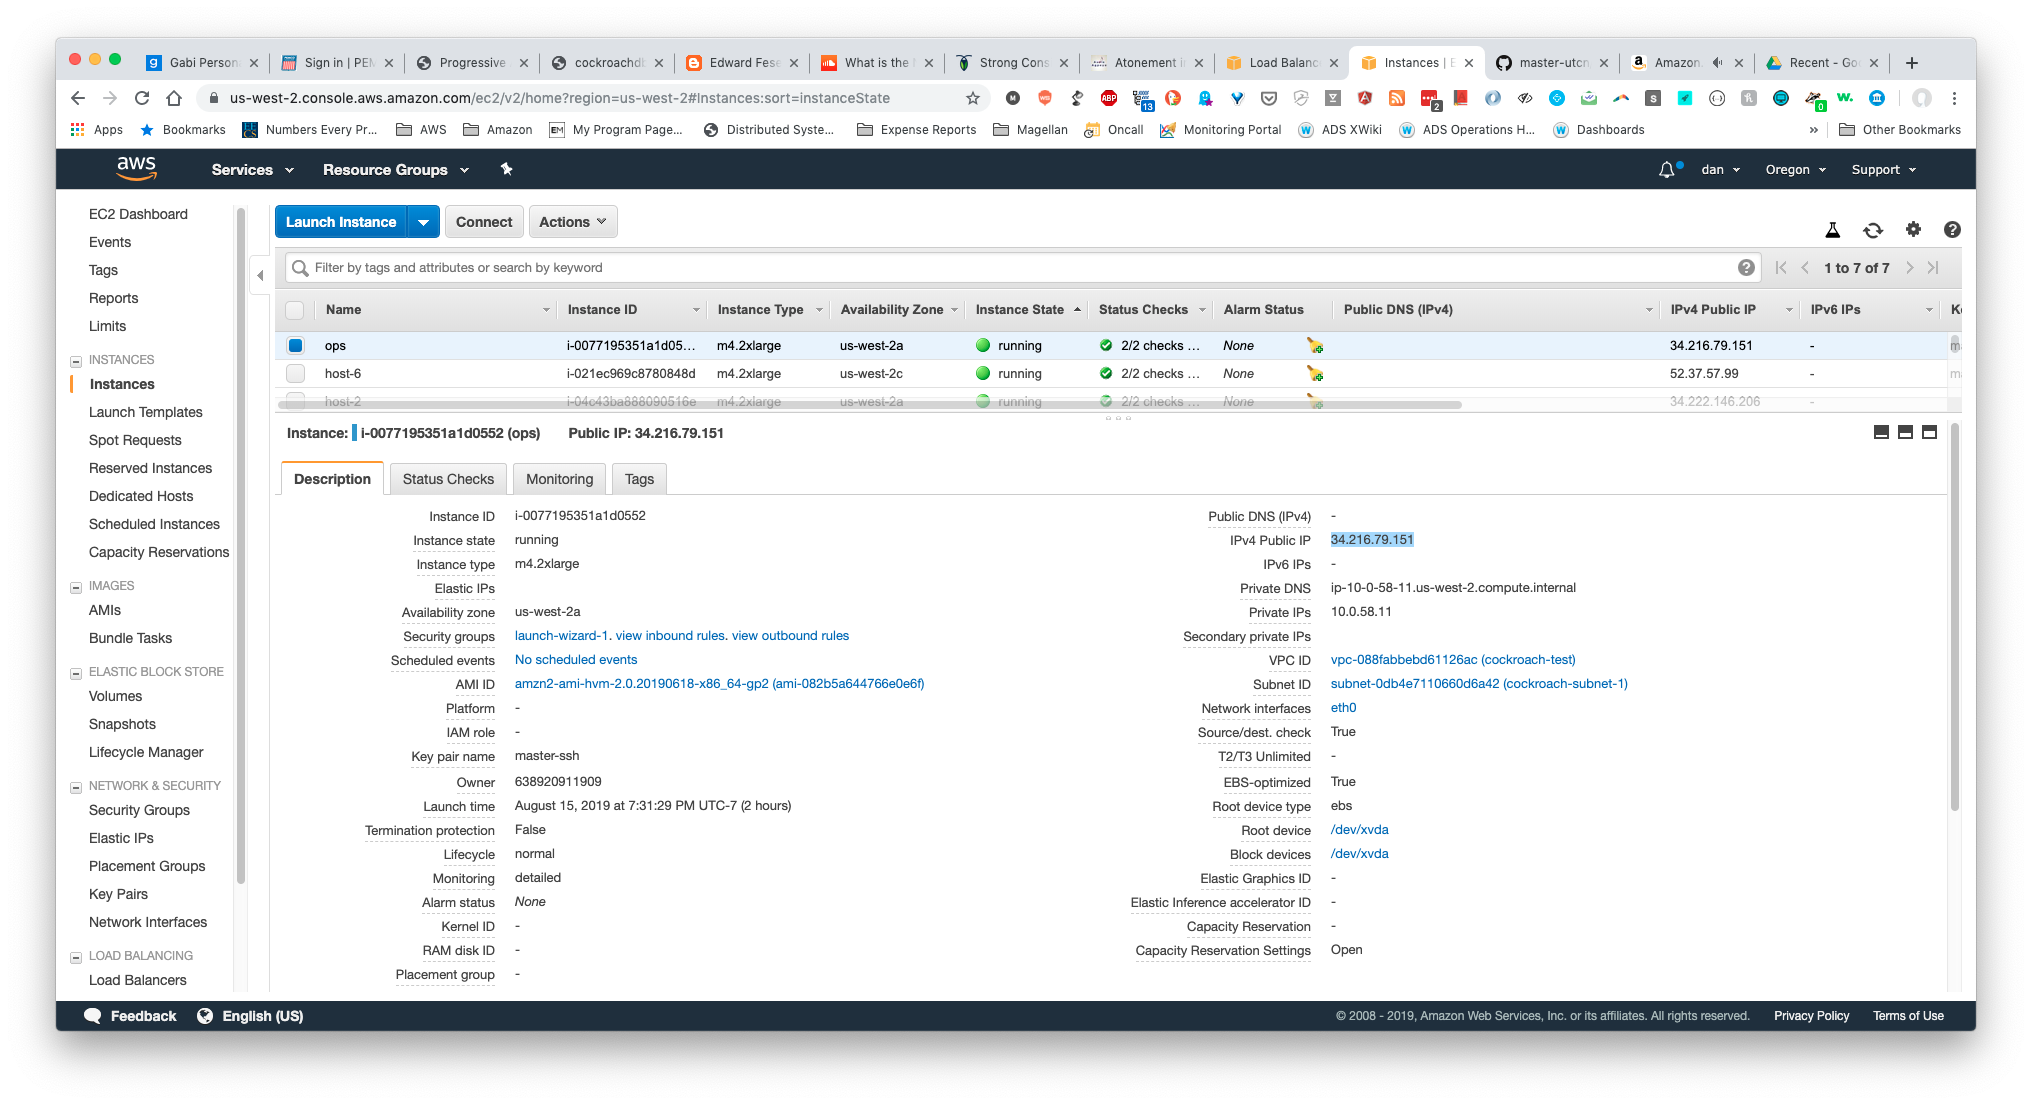 Gabi Person
Sign in | PEM
Progressive
cockroachdb
Edward Fese
What is the
Strong Cons
Atonement in
Load Balanc
Instances | E
master-utcn
Amazon.
Recent - Go
us-west-2.console.aws.amazon.com/ec2/v2/home?region=us-west-2#Instances:sort=instanceState
Apps Bookmarks Numbers Every Pr... AWS Amazon My Program Page... Distributed Syste... Expense Reports Magellan Oncall Monitoring Portal ADS XWiki ADS Operations H... Dashboards » Other Bookmarks
aws Services Resource Groups dan Oregon Support
EC2 Dashboard
Events
Tags
Reports
Limits
INSTANCES
Instances
Launch Templates
Spot Requests
Reserved Instances
Dedicated Hosts
Scheduled Instances
Capacity Reservations
IMAGES
AMIs
Bundle Tasks
ELASTIC BLOCK STORE
Volumes
Snapshots
Lifecycle Manager
NETWORK & SECURITY
Security Groups
Elastic IPs
Placement Groups
Key Pairs
Network Interfaces
LOAD BALANCING
Load Balancers
Launch Instance Connect Actions
Filter by tags and attributes or search by keyword 1 to 7 of 7
Name Instance ID Instance Type Availability Zone Instance State Status Checks Alarm Status Public DNS (IPv4) IPv4 Public IP IPv6 IPs
ops i-0077195351a1d05... m4.2xlarge us-west-2a running 2/2 checks ... None 34.216.79.151 -
host-6 i-021ec969c8780848d m4.2xlarge us-west-2c running 2/2 checks ... None 52.37.57.99 -
host-2 i-04c43ba888090516e m4.2xlarge us-west-2a running 2/2 checks ... None 34.222.146.206 -
Instance: i-0077195351a1d0552 (ops) Public IP: 34.216.79.151
Description Status Checks Monitoring Tags
Instance ID i-0077195351a1d0552
Instance state running
Instance type m4.2xlarge
Elastic IPs
Availability zone us-west-2a
Security groups launch-wizard-1. view inbound rules. view outbound rules
Scheduled events No scheduled events
AMI ID amzn2-ami-hvm-2.0.20190618-x86_64-gp2 (ami-082b5a644766e0e6f)
Platform -
IAM role -
Key pair name master-ssh
Owner 638920911909
Launch time August 15, 2019 at 7:31:29 PM UTC-7 (2 hours)
Termination protection False
Lifecycle normal
Monitoring detailed
Alarm status None
Kernel ID -
RAM disk ID -
Placement group -
Public DNS (IPv4) -
IPv4 Public IP 34.216.79.151
IPv6 IPs -
Private DNS ip-10-0-58-11.us-west-2.compute.internal
Private IPs 10.0.58.11
Secondary private IPs
VPC ID vpc-088fabbebd61126ac (cockroach-test)
Subnet ID subnet-0db4e7110660d6a42 (cockroach-subnet-1)
Network interfaces eth0
Source/dest. check True
T2/T3 Unlimited -
EBS-optimized True
Root device type ebs
Root device /dev/xvda
Block devices /dev/xvda
Elastic Graphics ID -
Elastic Inference accelerator ID -
Capacity Reservation -
Capacity Reservation Settings Open
Feedback English (US) © 2008 - 2019, Amazon Web Services, Inc. or its affiliates. All rights reserved. Privacy Policy Terms of Use